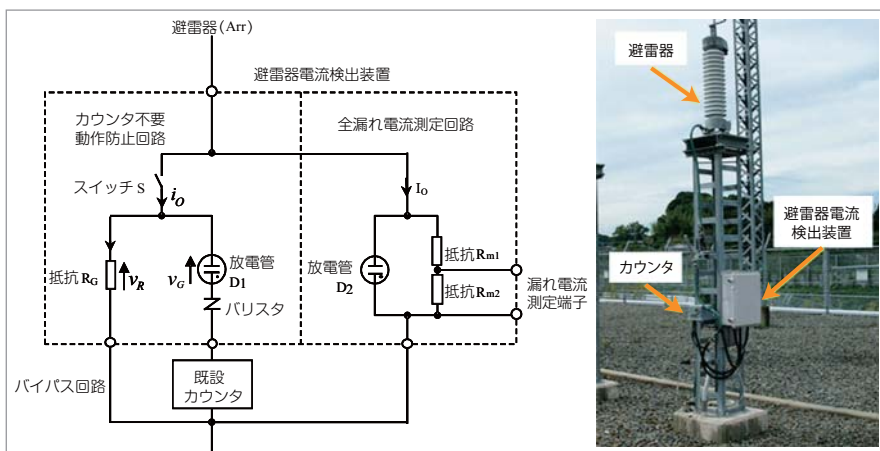 避雷器(Arr)
避雷器電流検出装置
カウンタ不要
動作防止回路
全漏れ電流測定回路
スイッチ S
iO
IO
抵抗 RG
vR
vG
放電管
D1
バリスタ
放電管
D2
抵抗Rm1
抵抗Rm2
漏れ電流
測定端子
バイパス回路
既設
カウンタ
避雷器
避雷器電流
検出装置
カウンタ